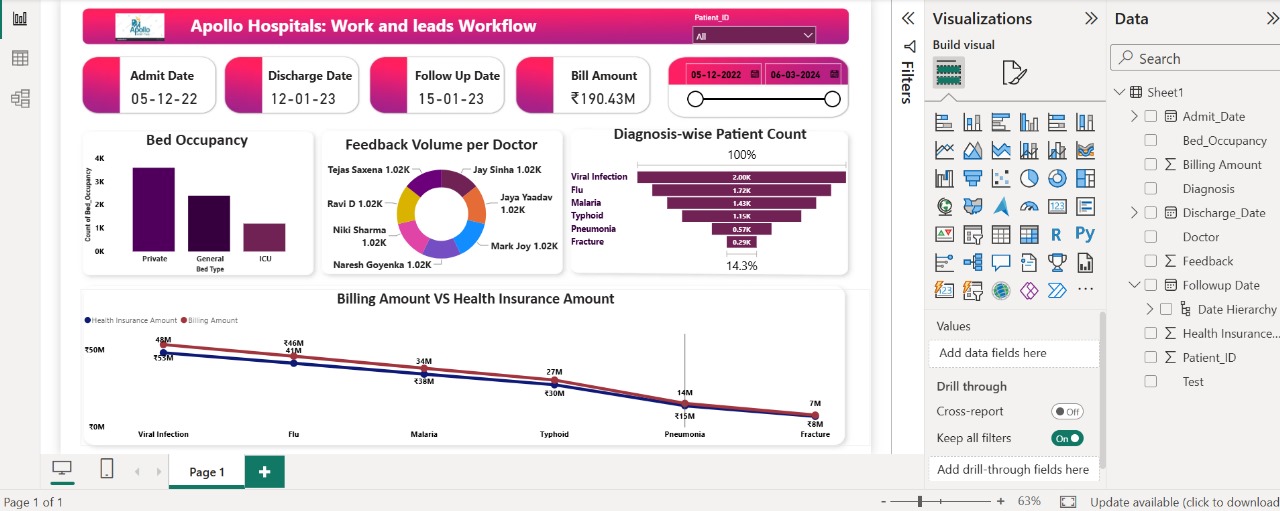 Apollo Hospitals: Work and leads Workflow
Apollo
Patient_ID
All
Admit Date
05-12-22
Discharge Date
12-01-23
Follow Up Date
15-01-23
Bill Amount
₹190.43M
05-12-2022
06-03-2024
Bed Occupancy
Count of Bed_Occupancy
4K
3K
2K
1K
0K
Private
General
ICU
Bed Type
Feedback Volume per Doctor
Tejas Saxena 1.02K
Jay Sinha 1.02K
Ravi D 1.02K
Jaya Yaadav
1.02K
Niki Sharma
1.02K
Mark Joy 1.02K
Naresh Goyenka 1.02K
Diagnosis-wise Patient Count
100%
Viral Infection 2.00K
Flu 1.72K
Malaria 1.43K
Typhoid 1.15K
Pneumonia 0.57K
Fracture 0.29K
14.3%
Billing Amount VS Health Insurance Amount
Health Insurance Amount Billing Amount
₹50M
₹0M
48M
₹53M
₹46M
41M
34M
₹38M
27M
₹30M
14M
₹15M
7M
₹8M
Viral Infection
Flu
Malaria
Typhoid
Pneumonia
Fracture
Filters
Visualizations
Build visual
123
R
Py
123
...
Values
Add data fields here
Drill through
Cross-report
Off
Keep all filters
On
Add drill-through fields here
Data
Search
Sheet1
Admit_Date
Bed_Occupancy
Billing Amount
Diagnosis
Discharge_Date
Doctor
Feedback
Followup Date
Date Hierarchy
Health Insurance...
Patient_ID
Test
Page 1
+
Page 1 of 1
- + 63%
Update available (click to download